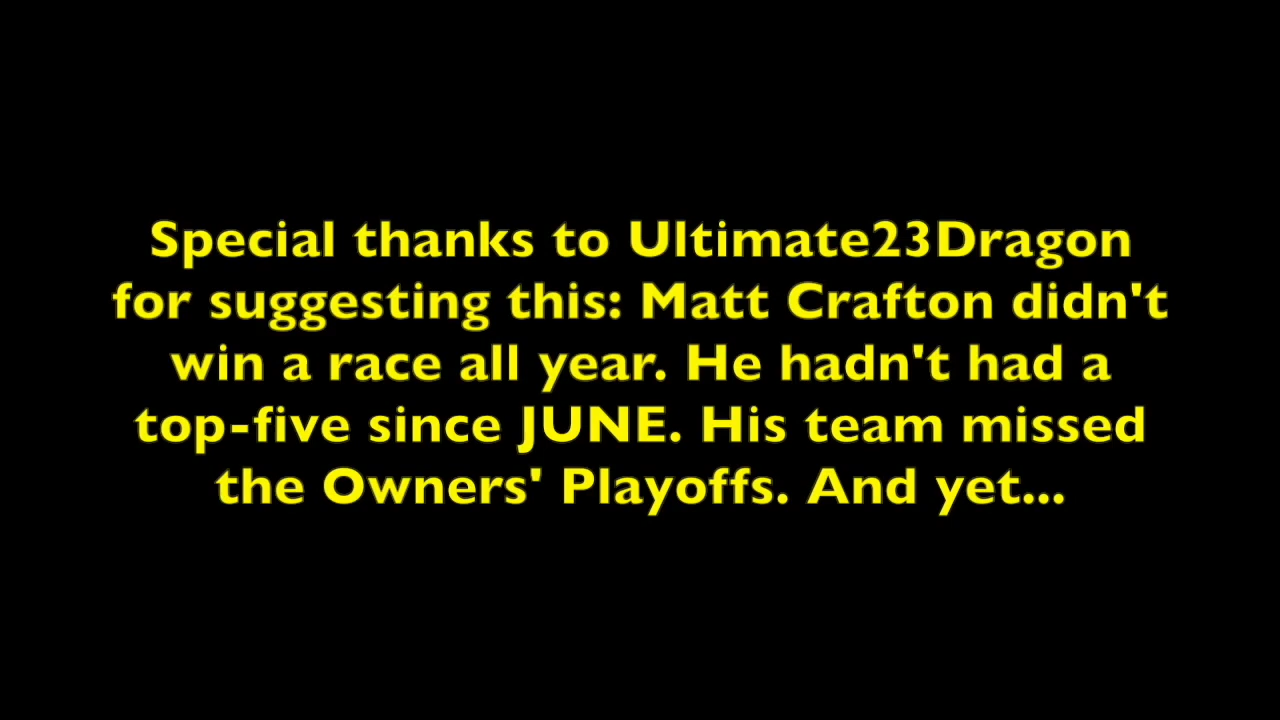 Special thanks to Ultimate23Dragon
for suggesting this: Matt Crafton didn't
win a race all year. He hadn't had a
top-five since JUNE. His team missed
the Owners' Playoffs. And yet...